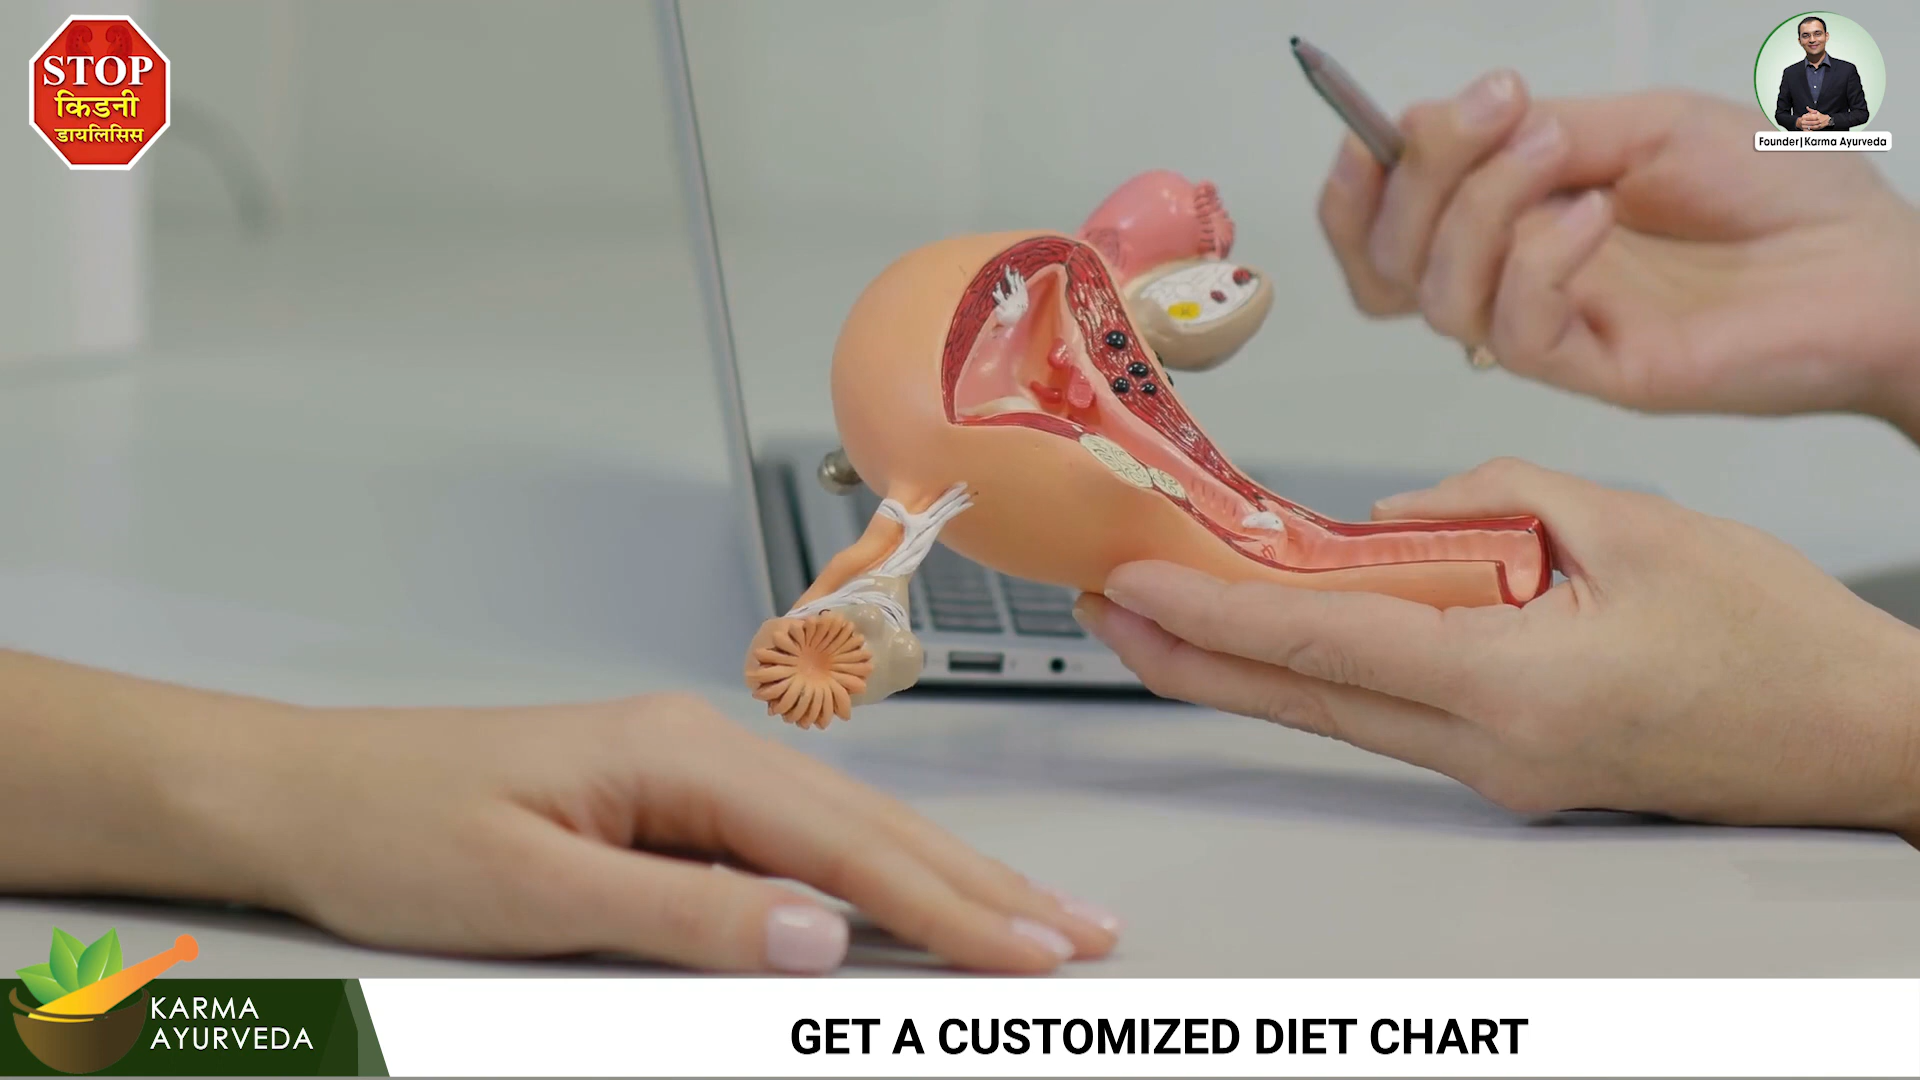 STOP
किडनी
डायलिसिस
Founder|Karma Ayurveda
KARMA
AYURVEDA
GET A CUSTOMIZED DIET CHART